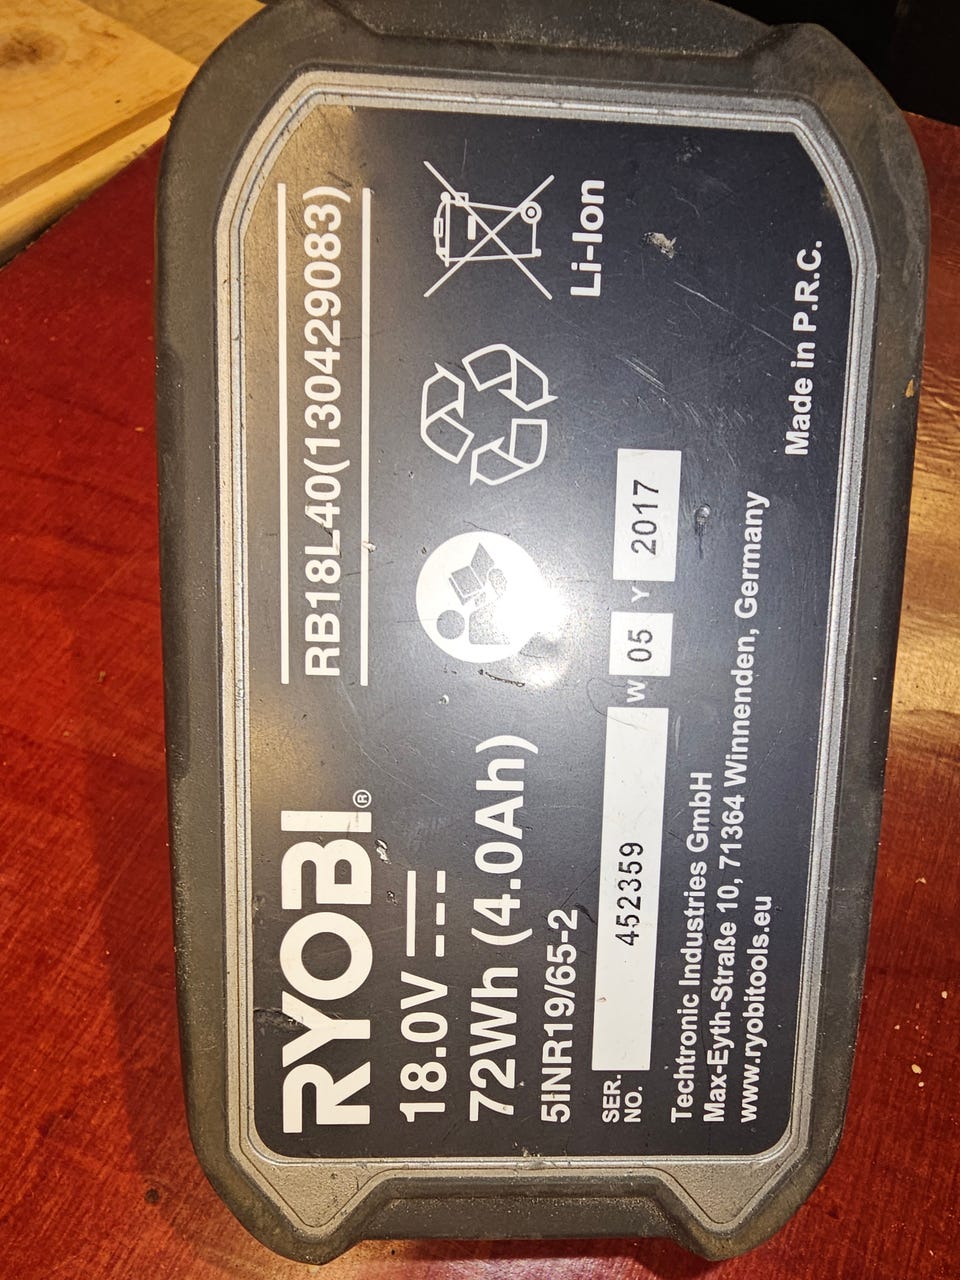 RYOBI®
RB18L40(130429083)
18.0V
72Wh (4.0Ah)
5INR19/65-2
Li-Ion
SER. NO. 452359 W 05 Y 2017
Techtronic Industries GmbH
Max-Eyth-Straße 10, 71364 Winnenden, Germany
www.ryobitools.eu
Made in P.R.C.